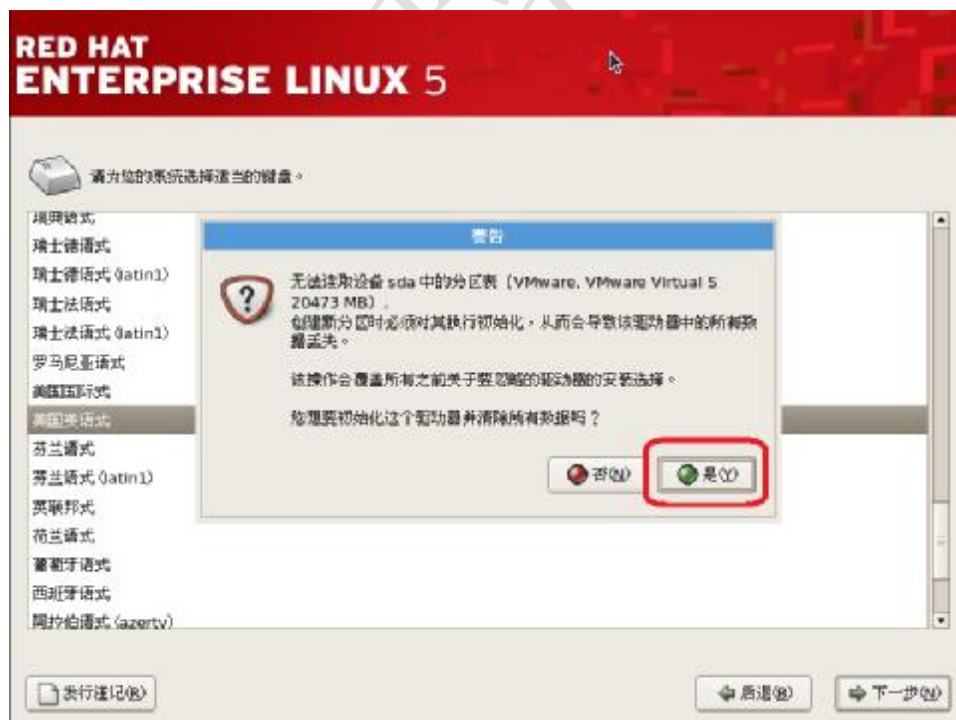 RED HAT
ENTERPRISE LINUX 5
请为您的系统选择适当的键盘。
瑞典语式
瑞士德语式
瑞士德语式 (latin1)
瑞士法语式
瑞士法语式 (latin1)
罗马尼亚语式
美国国际式
美国英语式
芬兰语式
芬兰语式 (latin1)
英联邦式
荷兰语式
葡萄牙语式
西班牙语式
阿拉伯语式 (azerty)
警告
无法读取设备 sda 中的分区表 (VMware, VMware Virtual S
20473 MB).
创建新分区时必须对其执行初始化，从而会导致该驱动器中的所有数
据丢失。
该操作会覆盖所有之前关于要忽略的驱动器的安装选择。
您想要初始化这个驱动器并清除所有数据吗？
否(N)
是(Y)
发行注记(R)
后退(B)
下一步(N)